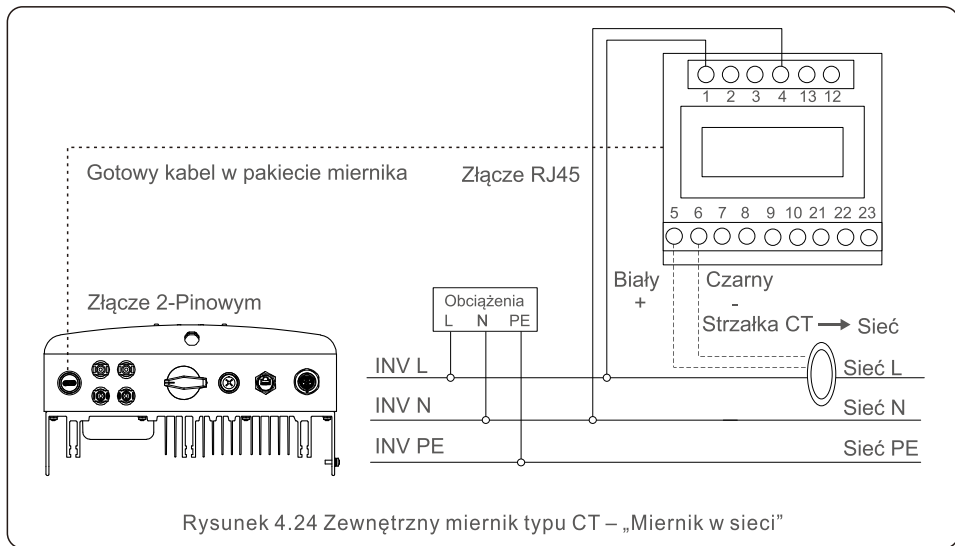 1 2 3 4 13 12
Gotowy kabel w pakiecie miernika
Złącze RJ45
5 6 7 8 9 10 21 22 23
Biały
+
Czarny
-
Złącze 2-Pinowym
Obciążenia
L N PE
Strzałka CT → Sieć
INV L
Sieć L
INV N
Sieć N
INV PE
Sieć PE
Rysunek 4.24 Zewnętrzny miernik typu CT – „Miernik w sieci”